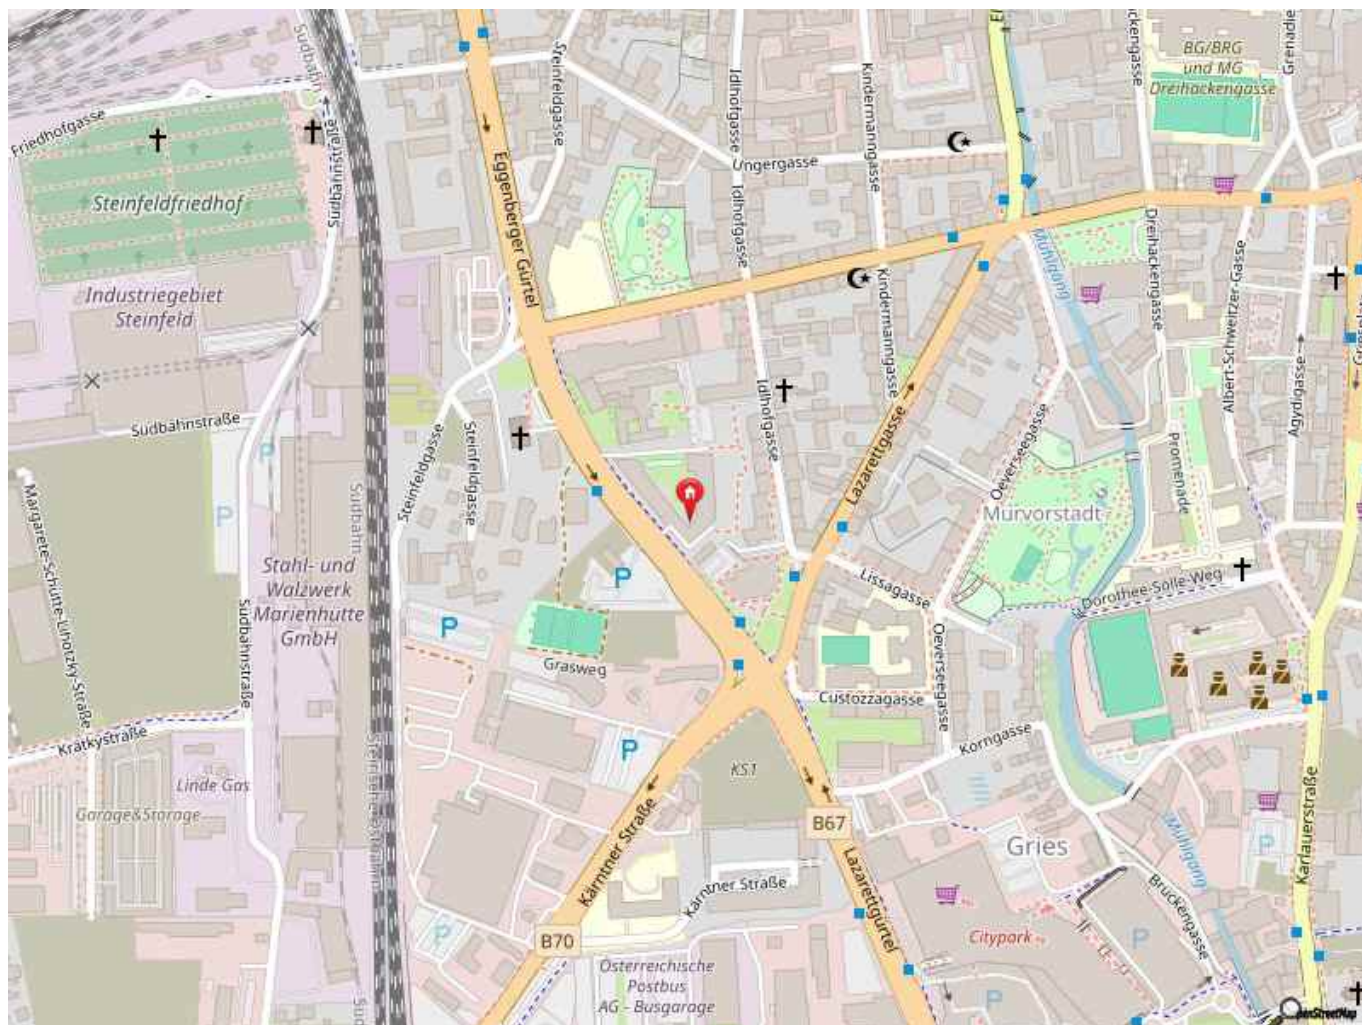 Südbahn
Friedhofgasse
Steinfeldfriedhof
Südbahnstraße
Industriegebiet
Steinfeld
Südbahnstraße
Steinfeldgasse
Eggenberger Gürtel
Idlhofgasse
Idlhofgasse
Ungergasse
Kindermanngasse
BG/BRG
und MG
Dreihackengasse
Mühlgang
Dreihackengasse
Kindermanngasse
Idlhofgasse
Albert-Schweitzer-Gasse
Agydigasse
Steinfeldgasse
Steinfeldgasse
Lazarettgasse
Oeverseegasse
Promenade
Murvorstadt
P
P
Margarete-Schütte-Lihotzky-Straße
Südbahn
Stahl- und
Walzwerk
Marienhütte
GmbH
Südbahnstraße
P
P
Grasweg
Lissagasse
Dorothee-Sölle-Weg
Oeverseegasse
Custozzagasse
Korngasse
Kratkystraße
Linde Gas
Garage&Storage
P
KS1
Kärntner Straße
B67
Gries
Mühlgang
P
Karlauerstraße
Lazarettgürtel
Kärntner Straße
Brückengasse
P
B70
Citypark
P
Österreichische
Postbus
AG - Busgarage
P